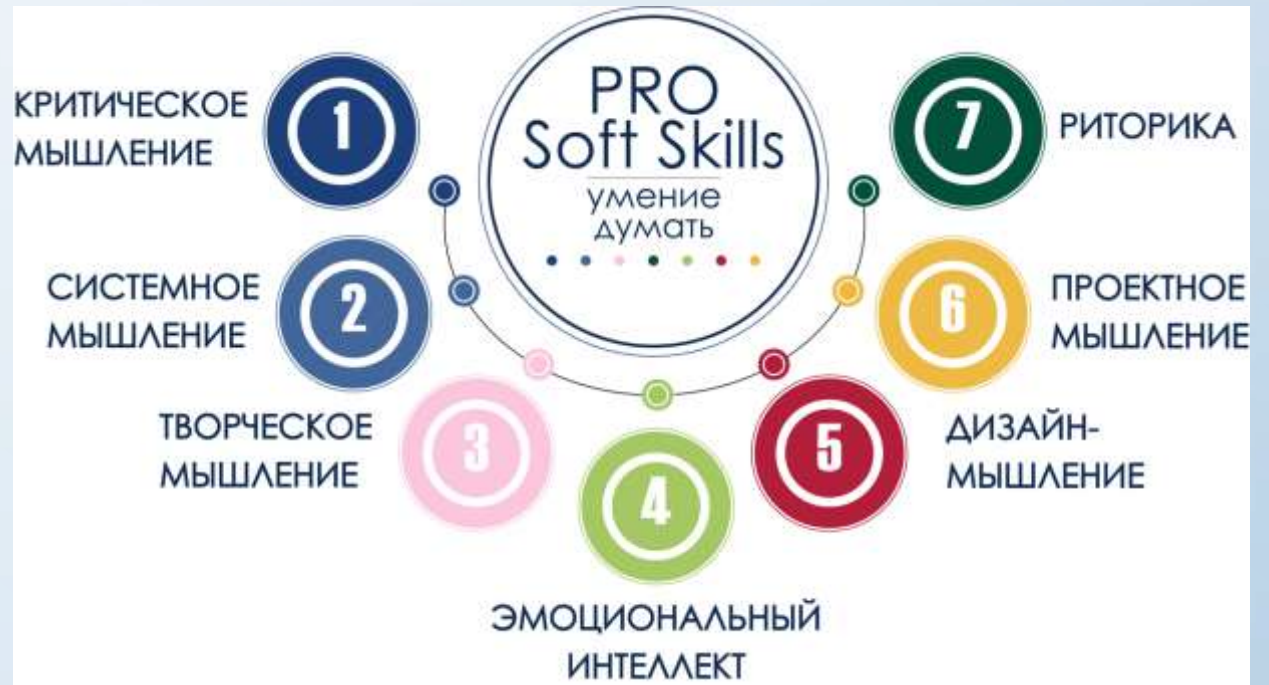 PRO
Soft Skills
умение
думать
1
КРИТИЧЕСКОЕ
МЫШЛЕНИЕ
2
СИСТЕМНОЕ
МЫШЛЕНИЕ
3
ТВОРЧЕСКОЕ
МЫШЛЕНИЕ
4
ЭМОЦИОНАЛЬНЫЙ
ИНТЕЛЛЕКТ
5
ДИЗАЙН-
МЫШЛЕНИЕ
6
ПРОЕКТНОЕ
МЫШЛЕНИЕ
7
РИТОРИКА